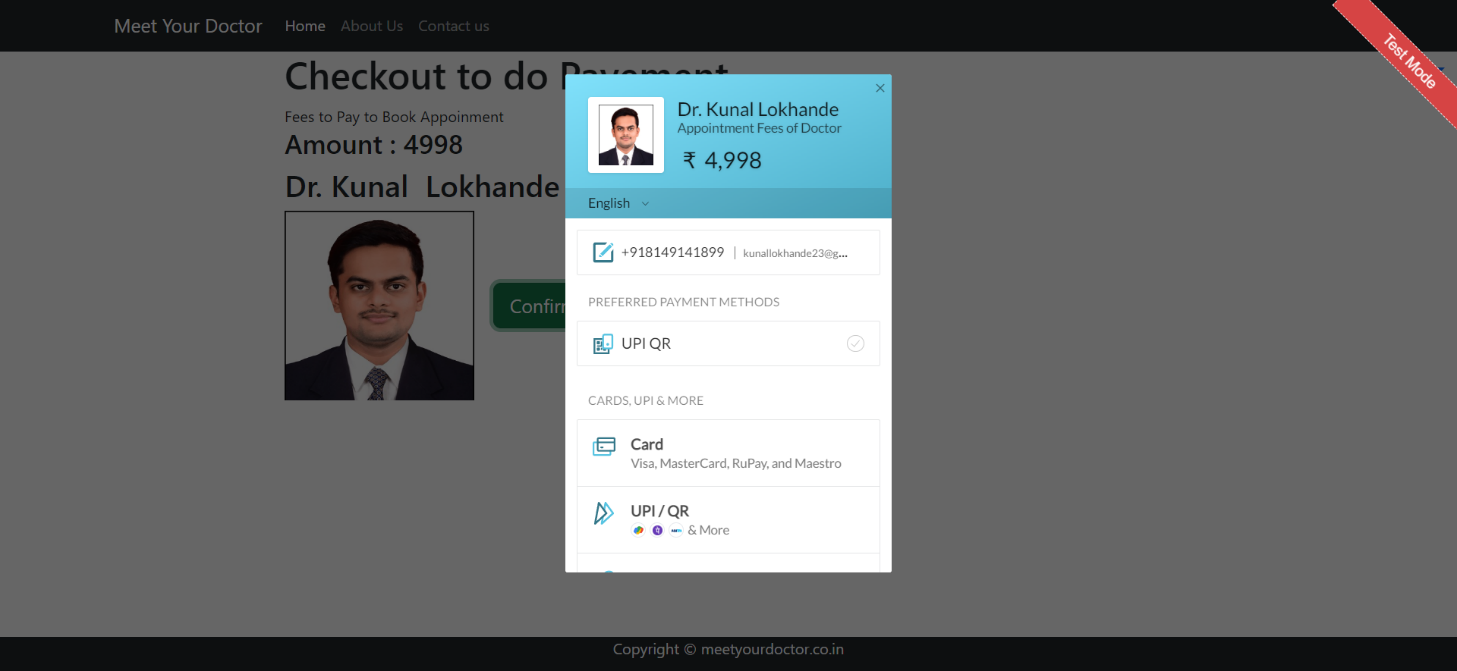 Meet Your Doctor Home About Us Contact us
Test Mode
Checkout to do Pavement
Fees to Pay to Book Appoinment
Amount : 4998
Dr. Kunal Lokhande
Confirm
Dr. Kunal Lokhande
Appointment Fees of Doctor
₹ 4,998
English
+918149141899 | kunallokhande23@g...
PREFERRED PAYMENT METHODS
UPI QR
CARDS, UPI & MORE
Card
Visa, MasterCard, RuPay, and Maestro
UPI / QR
& More
Copyright © meetyourdoctor.co.in